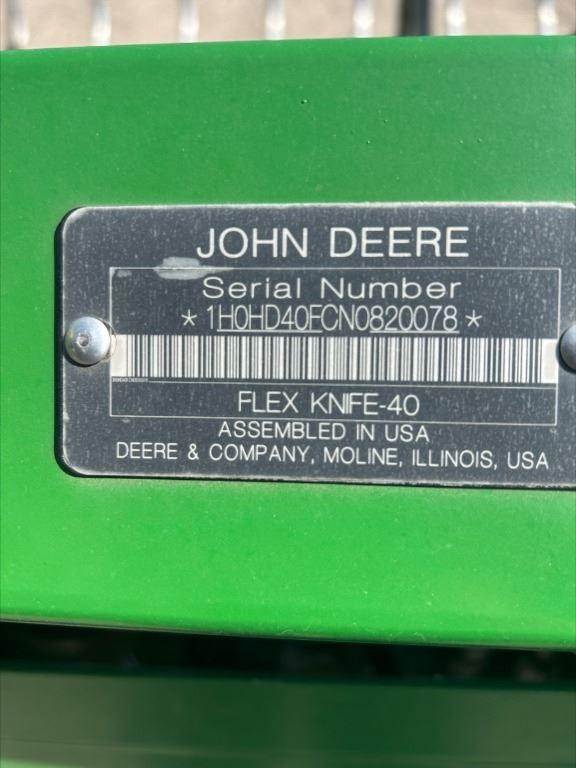 JOHN DEERE
Serial Number
*1H0HD40FCN0820078*
FLEX KNIFE-40
ASSEMBLED IN USA
DEERE & COMPANY, MOLINE, ILLINOIS, USA